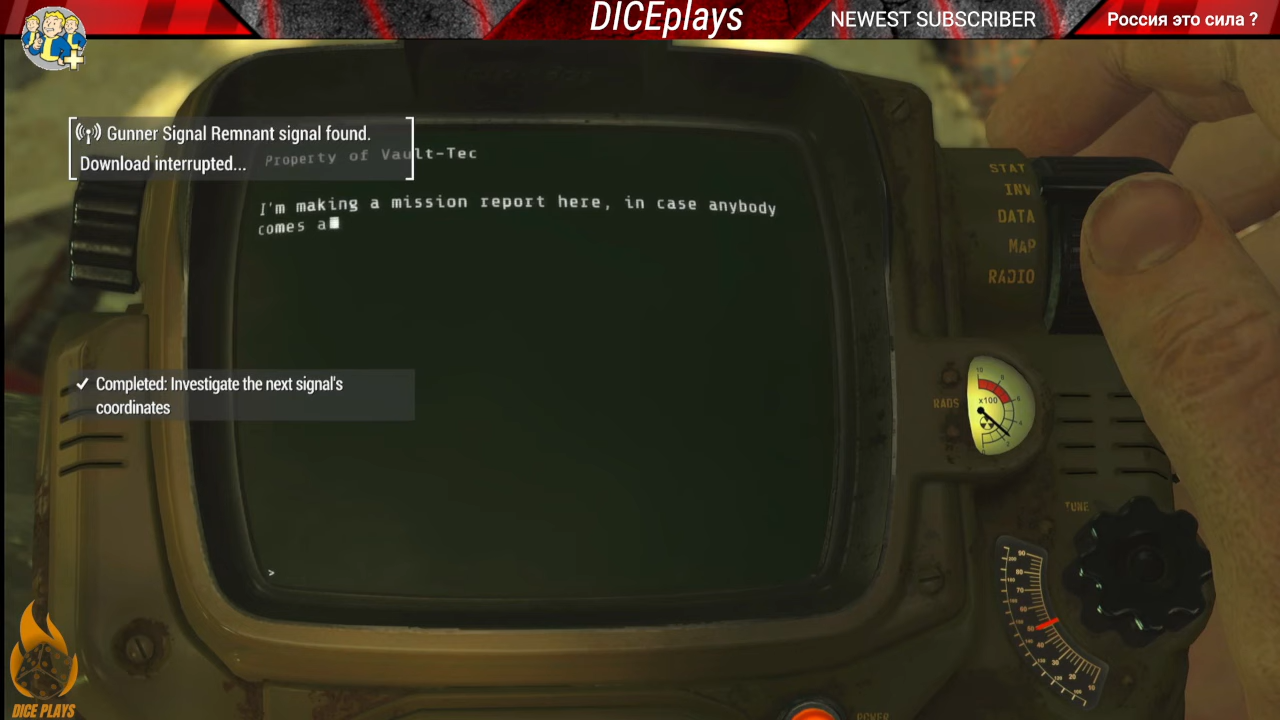 DICEplays
NEWEST SUBSCRIBER
Россия это сила ?
Gunner Signal Remnant signal found.
Download interrupted...
Property of Vault-Tec
I'm making a mission report here, in case anybody
comes a
>
Completed: Investigate the next signal's
coordinates
STAT
INV
DATA
MAP
RADIO
RADS
x100
TUNE
POWER
DICE PLAYS